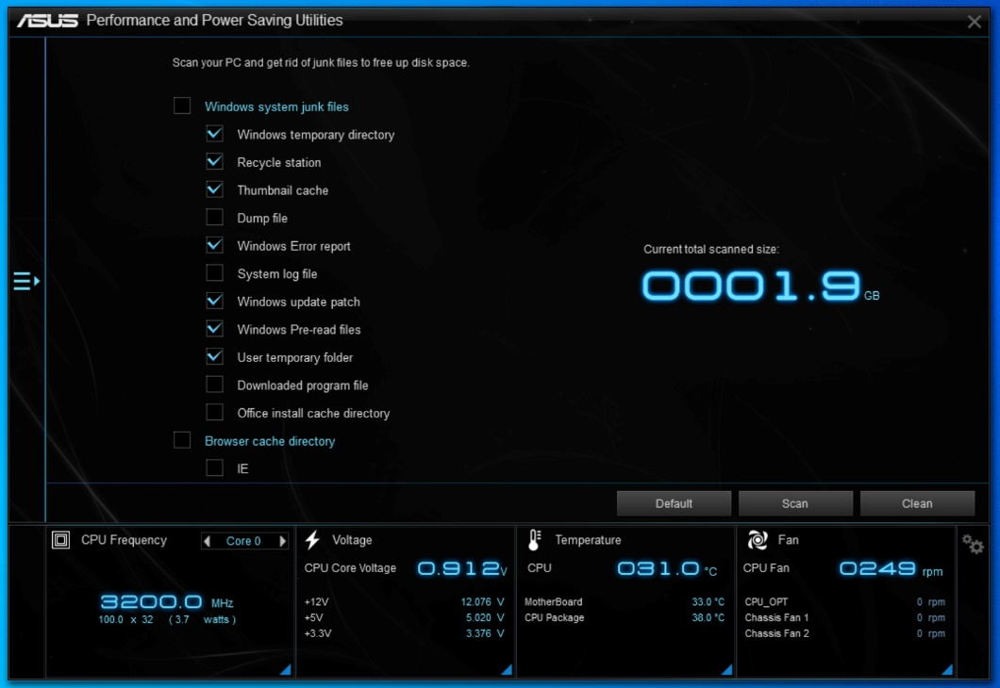 ASUS Performance and Power Saving Utilities
Scan your PC and get rid of junk files to free up disk space.
Windows system junk files
Windows temporary directory
Recycle station
Thumbnail cache
Dump file
Windows Error report
System log file
Windows update patch
Windows Pre-read files
User temporary folder
Downloaded program file
Office install cache directory
Browser cache directory
IE
Current total scanned size:
0001.9 GB
Default Scan Clean
CPU Frequency Core 0
3200.0 MHz
100.0 x 32 ( 3.7 watts )
Voltage
CPU Core Voltage 0.912 V
+12V 12.076 V
+5V 5.020 V
+3.3V 3.376 V
Temperature
CPU 031.0 °C
MotherBoard 33.0 °C
CPU Package 38.0 °C
Fan
CPU Fan 0249 rpm
CPU_OPT 0 rpm
Chassis Fan 1 0 rpm
Chassis Fan 2 0 rpm